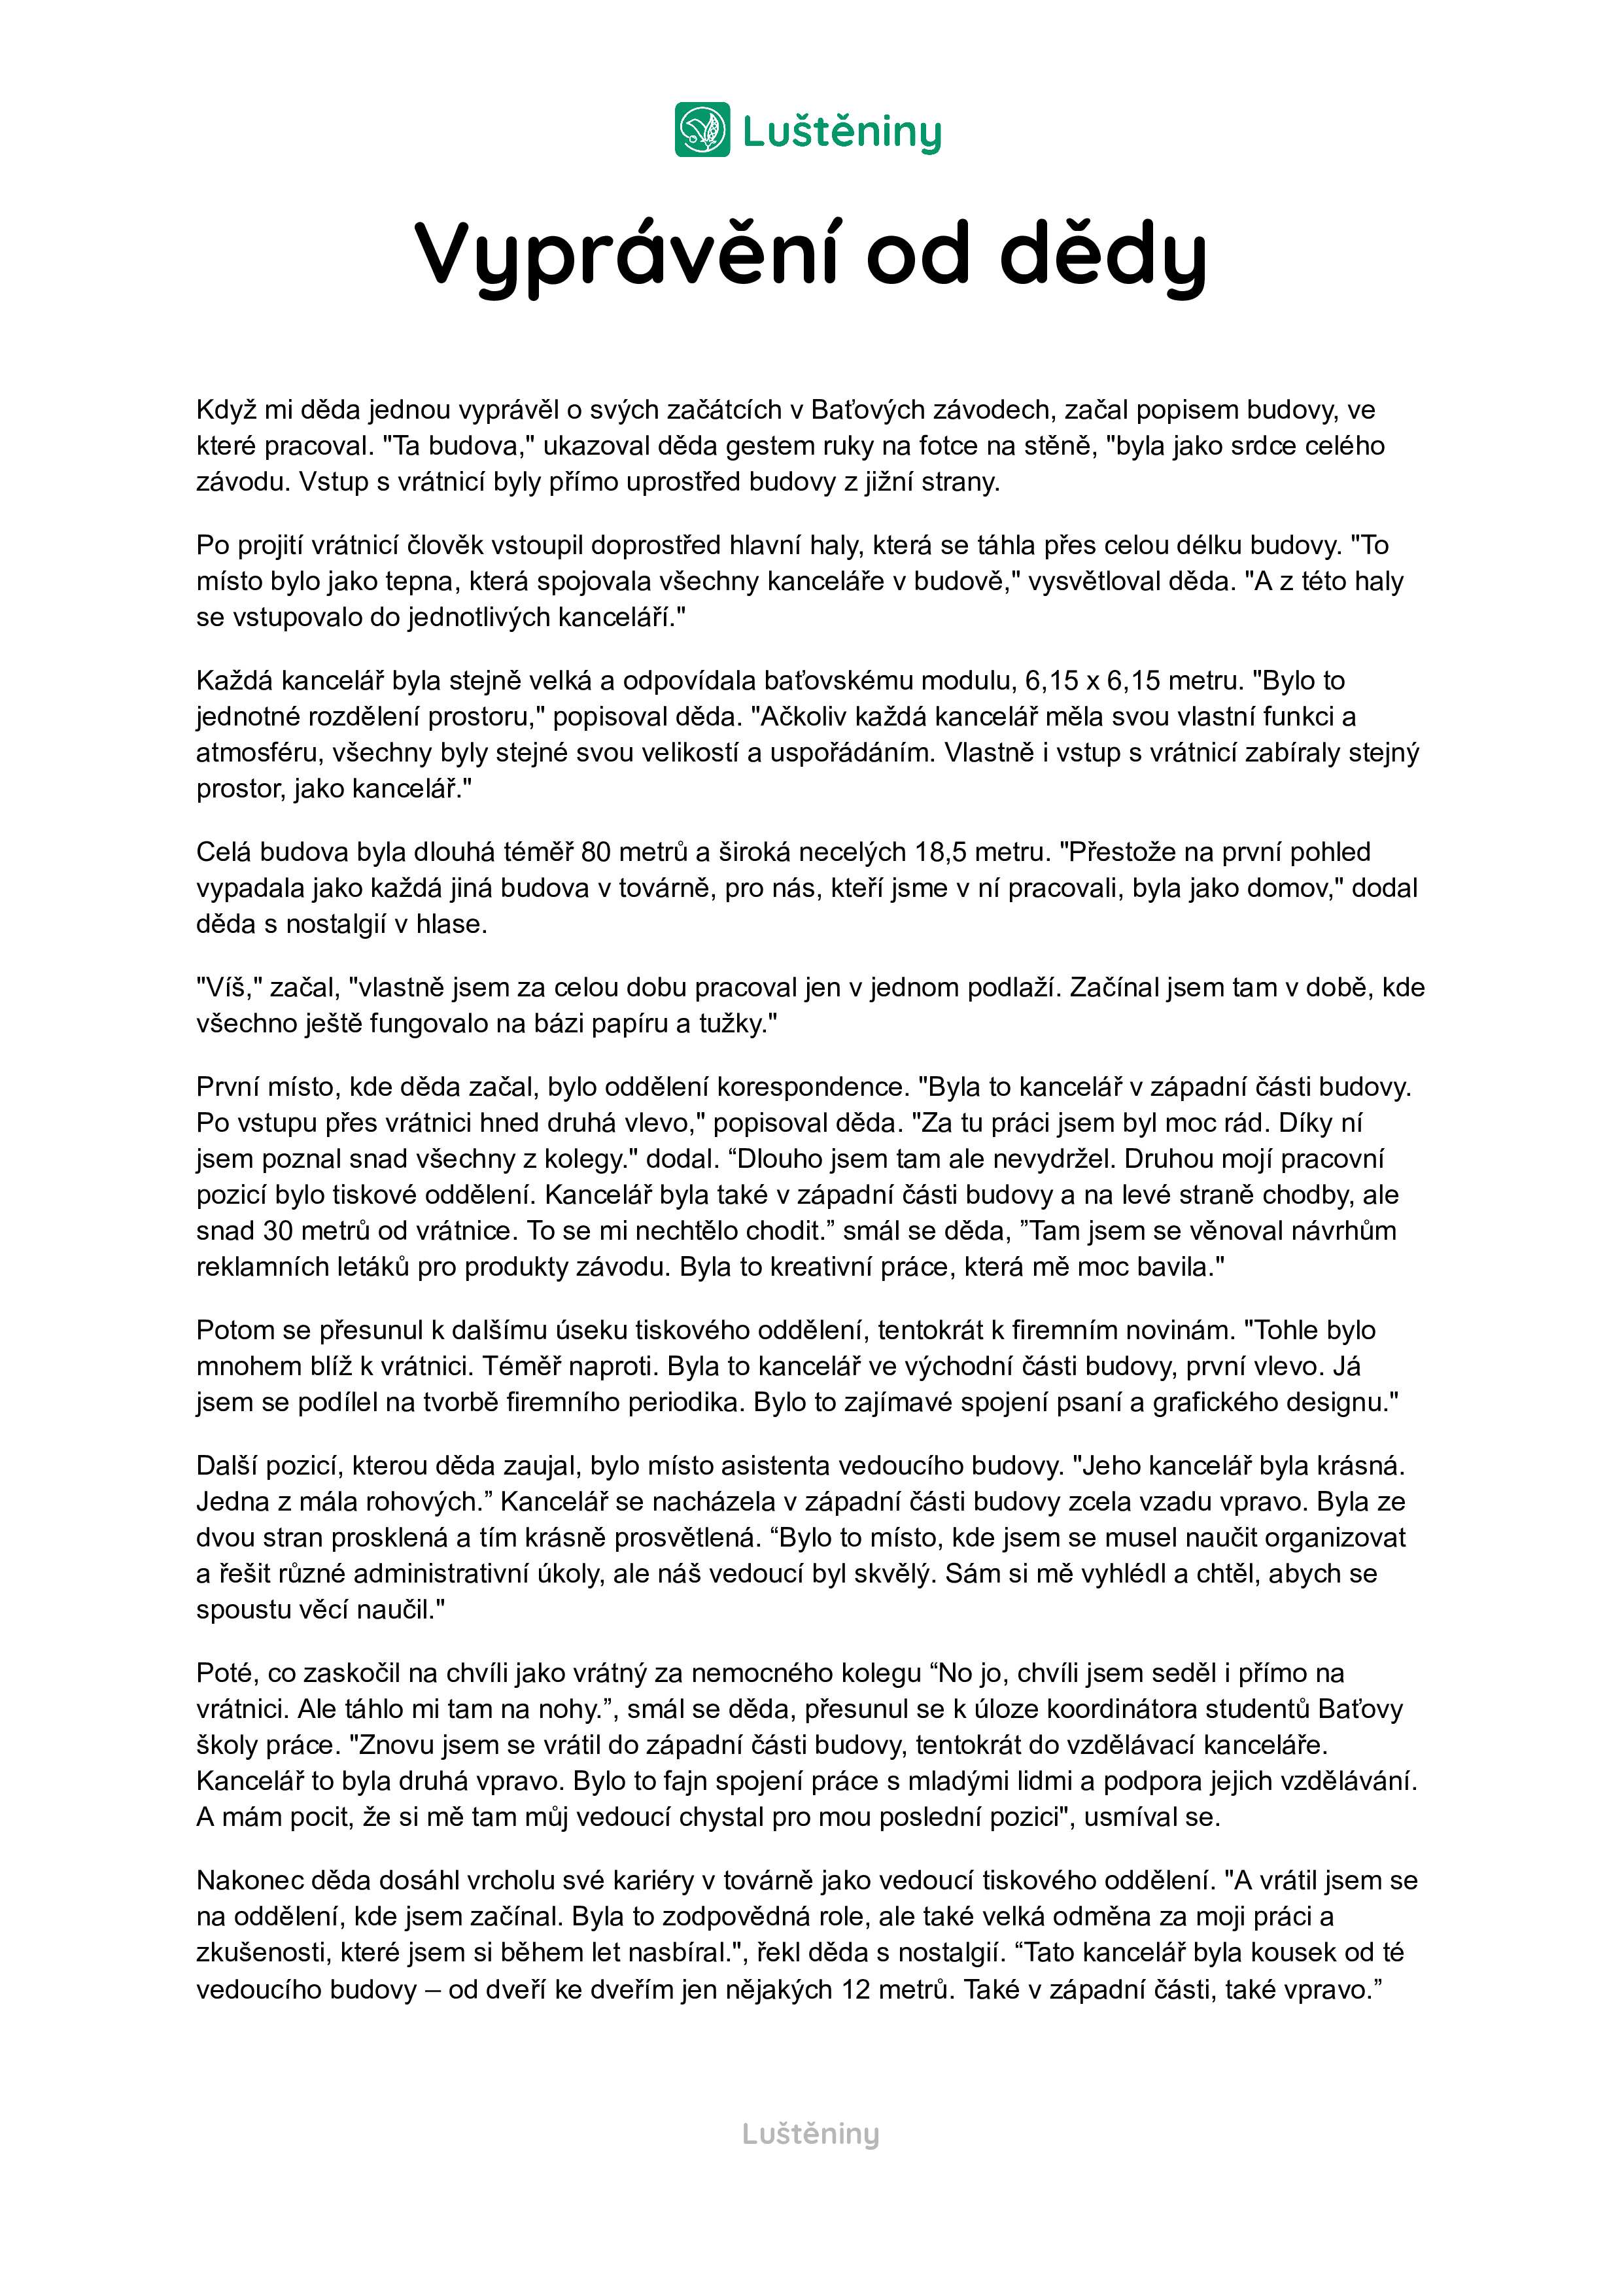 Luštěniny
Vyprávění od dědy
Když mi děda jednou vyprávěl o svých začátcích v Baťových závodech, začal popisem budovy, ve
které pracoval. "Ta budova," ukazoval děda gestem ruky na fotce na stěně, "byla jako srdce celého
závodu. Vstup s vrátnicí byly přímo uprostřed budovy z jižní strany.
Po projití vrátnicí člověk vstoupil doprostřed hlavní haly, která se táhla přes celou délku budovy. "To
místo bylo jako tepna, která spojovala všechny kanceláře v budově," vysvětloval děda. "A z této haly
se vstupovalo do jednotlivých kanceláří."
Každá kancelář byla stejně velká a odpovídala baťovskému modulu, 6,15 x 6,15 metru. "Bylo to
jednotné rozdělení prostoru," popisoval děda. "Ačkoliv každá kancelář měla svou vlastní funkci a
atmosféru, všechny byly stejné svou velikostí a uspořádáním. Vlastně i vstup s vrátnicí zabíraly stejný
prostor, jako kancelář."
Celá budova byla dlouhá téměř 80 metrů a široká necelých 18,5 metru. "Přestože na první pohled
vypadala jako každá jiná budova v továrně, pro nás, kteří jsme v ní pracovali, byla jako domov," dodal
děda s nostalgií v hlase.
"Víš," začal, "vlastně jsem za celou dobu pracoval jen v jednom podlaží. Začínal jsem tam v době, kde
všechno ještě fungovalo na bázi papíru a tužky."
První místo, kde děda začal, bylo oddělení korespondence. "Byla to kancelář v západní části budovy.
Po vstupu přes vrátnici hned druhá vlevo," popisoval děda. "Za tu práci jsem byl moc rád. Díky ní
jsem poznal snad všechny z kolegy." dodal. “Dlouho jsem tam ale nevydržel. Druhou mojí pracovní
pozicí bylo tiskové oddělení. Kancelář byla také v západní části budovy a na levé straně chodby, ale
snad 30 metrů od vrátnice. To se mi nechtělo chodit.” smál se děda, ”Tam jsem se věnoval návrhům
reklamních letáků pro produkty závodu. Byla to kreativní práce, která mě moc bavila."
Potom se přesunul k dalšímu úseku tiskového oddělení, tentokrát k firemním novinám. "Tohle bylo
mnohem blíž k vrátnici. Téměř naproti. Byla to kancelář ve východní části budovy, první vlevo. Já
jsem se podílel na tvorbě firemního periodika. Bylo to zajímavé spojení psaní a grafického designu."
Další pozicí, kterou děda zaujal, bylo místo asistenta vedoucího budovy. "Jeho kancelář byla krásná.
Jedna z mála rohových.” Kancelář se nacházela v západní části budovy zcela vzadu vpravo. Byla ze
dvou stran prosklená a tím krásně prosvětlená. “Bylo to místo, kde jsem se musel naučit organizovat
a řešit různé administrativní úkoly, ale náš vedoucí byl skvělý. Sám si mě vyhlédl a chtěl, abych se
spoustu věcí naučil."
Poté, co zaskočil na chvíli jako vrátný za nemocného kolegu “No jo, chvíli jsem seděl i přímo na
vrátnici. Ale táhlo mi tam na nohy.”, smál se děda, přesunul se k úloze koordinátora studentů Baťovy
školy práce. "Znovu jsem se vrátil do západní části budovy, tentokrát do vzdělávací kanceláře.
Kancelář to byla druhá vpravo. Bylo to fajn spojení práce s mladými lidmi a podpora jejich vzdělávání.
A mám pocit, že si mě tam můj vedoucí chystal pro mou poslední pozici", usmíval se.
Nakonec děda dosáhl vrcholu své kariéry v továrně jako vedoucí tiskového oddělení. "A vrátil jsem se
na oddělení, kde jsem začínal. Byla to zodpovědná role, ale také velká odměna za moji práci a
zkušenosti, které jsem si během let nasbíral.", řekl děda s nostalgií. “Tato kancelář byla kousek od té
vedoucího budovy – od dveří ke dveřím jen nějakých 12 metrů. Také v západní části, také vpravo.”
Luštěniny